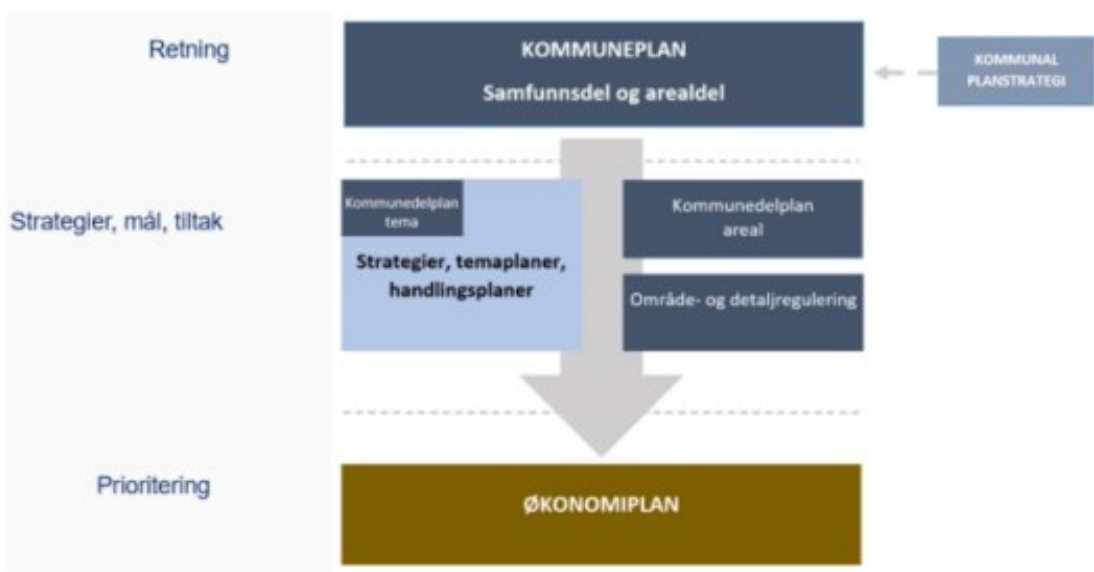 Retning
KOMMUNEPLAN
Samfunnsdel og arealdel
KOMMUNAL
PLANSTRATEGI
Strategier, mål, tiltak
Kommunedelplan
tema
Strategier, temaplaner,
handlingsplaner
Kommunedelplan
areal
Område- og detaljregulering
Prioritering
ØKONOMIPLAN